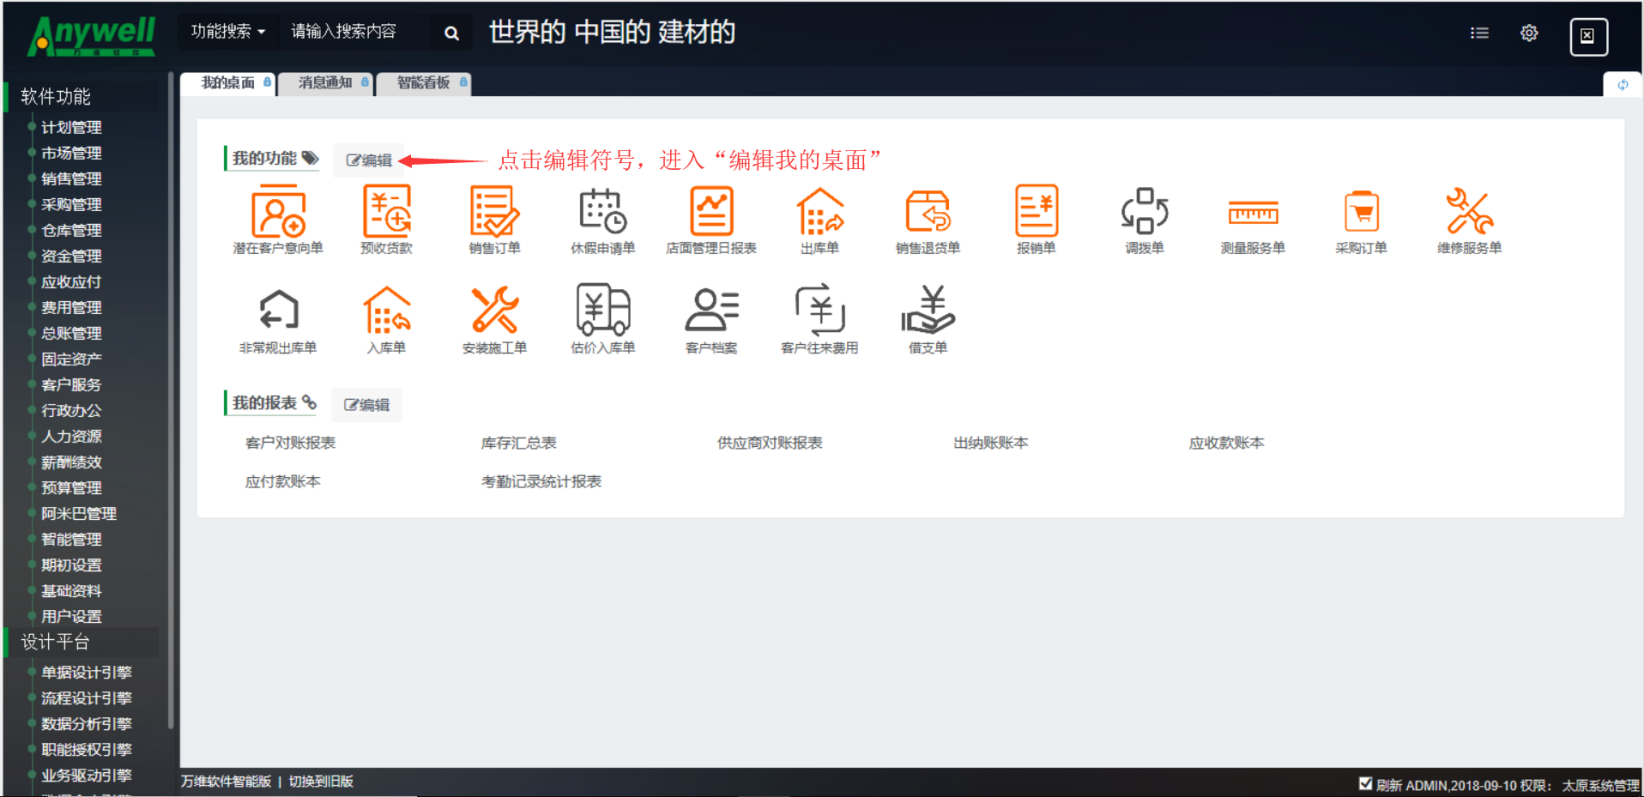 Anywell
功能搜索 请输入搜索内容 世界的 中国的 建材的
我的桌面 消息通知 智能看板
软件功能
计划管理
市场管理
销售管理
采购管理
仓库管理
资金管理
应收应付
费用管理
总账管理
固定资产
客户服务
行政办公
人力资源
薪酬绩效
预算管理
阿米巴管理
智能管理
期初设置
基础资料
用户设置
设计平台
单据设计引擎
流程设计引擎
数据分析引擎
职能授权引擎
业务驱动引擎
我的功能 编辑 点击编辑符号，进入“编辑我的桌面”
潜在客户意向单 预收货款 销售订单 休假申请单 店面管理日报表 出库单 销售退货单 报销单 调拨单 测量服务单 采购订单 维修服务单
非常规出库单 入库单 安装施工单 估价入库单 客户档案 客户往来费用 借支单
我的报表 编辑
客户对账报表 库存汇总表 供应商对账报表 出纳账账本 应收款账本
应付款账本 考勤记录统计报表
万维软件智能版 | 切换到旧版
刷新 ADMIN,2018-09-10 权限： 太原系统管理